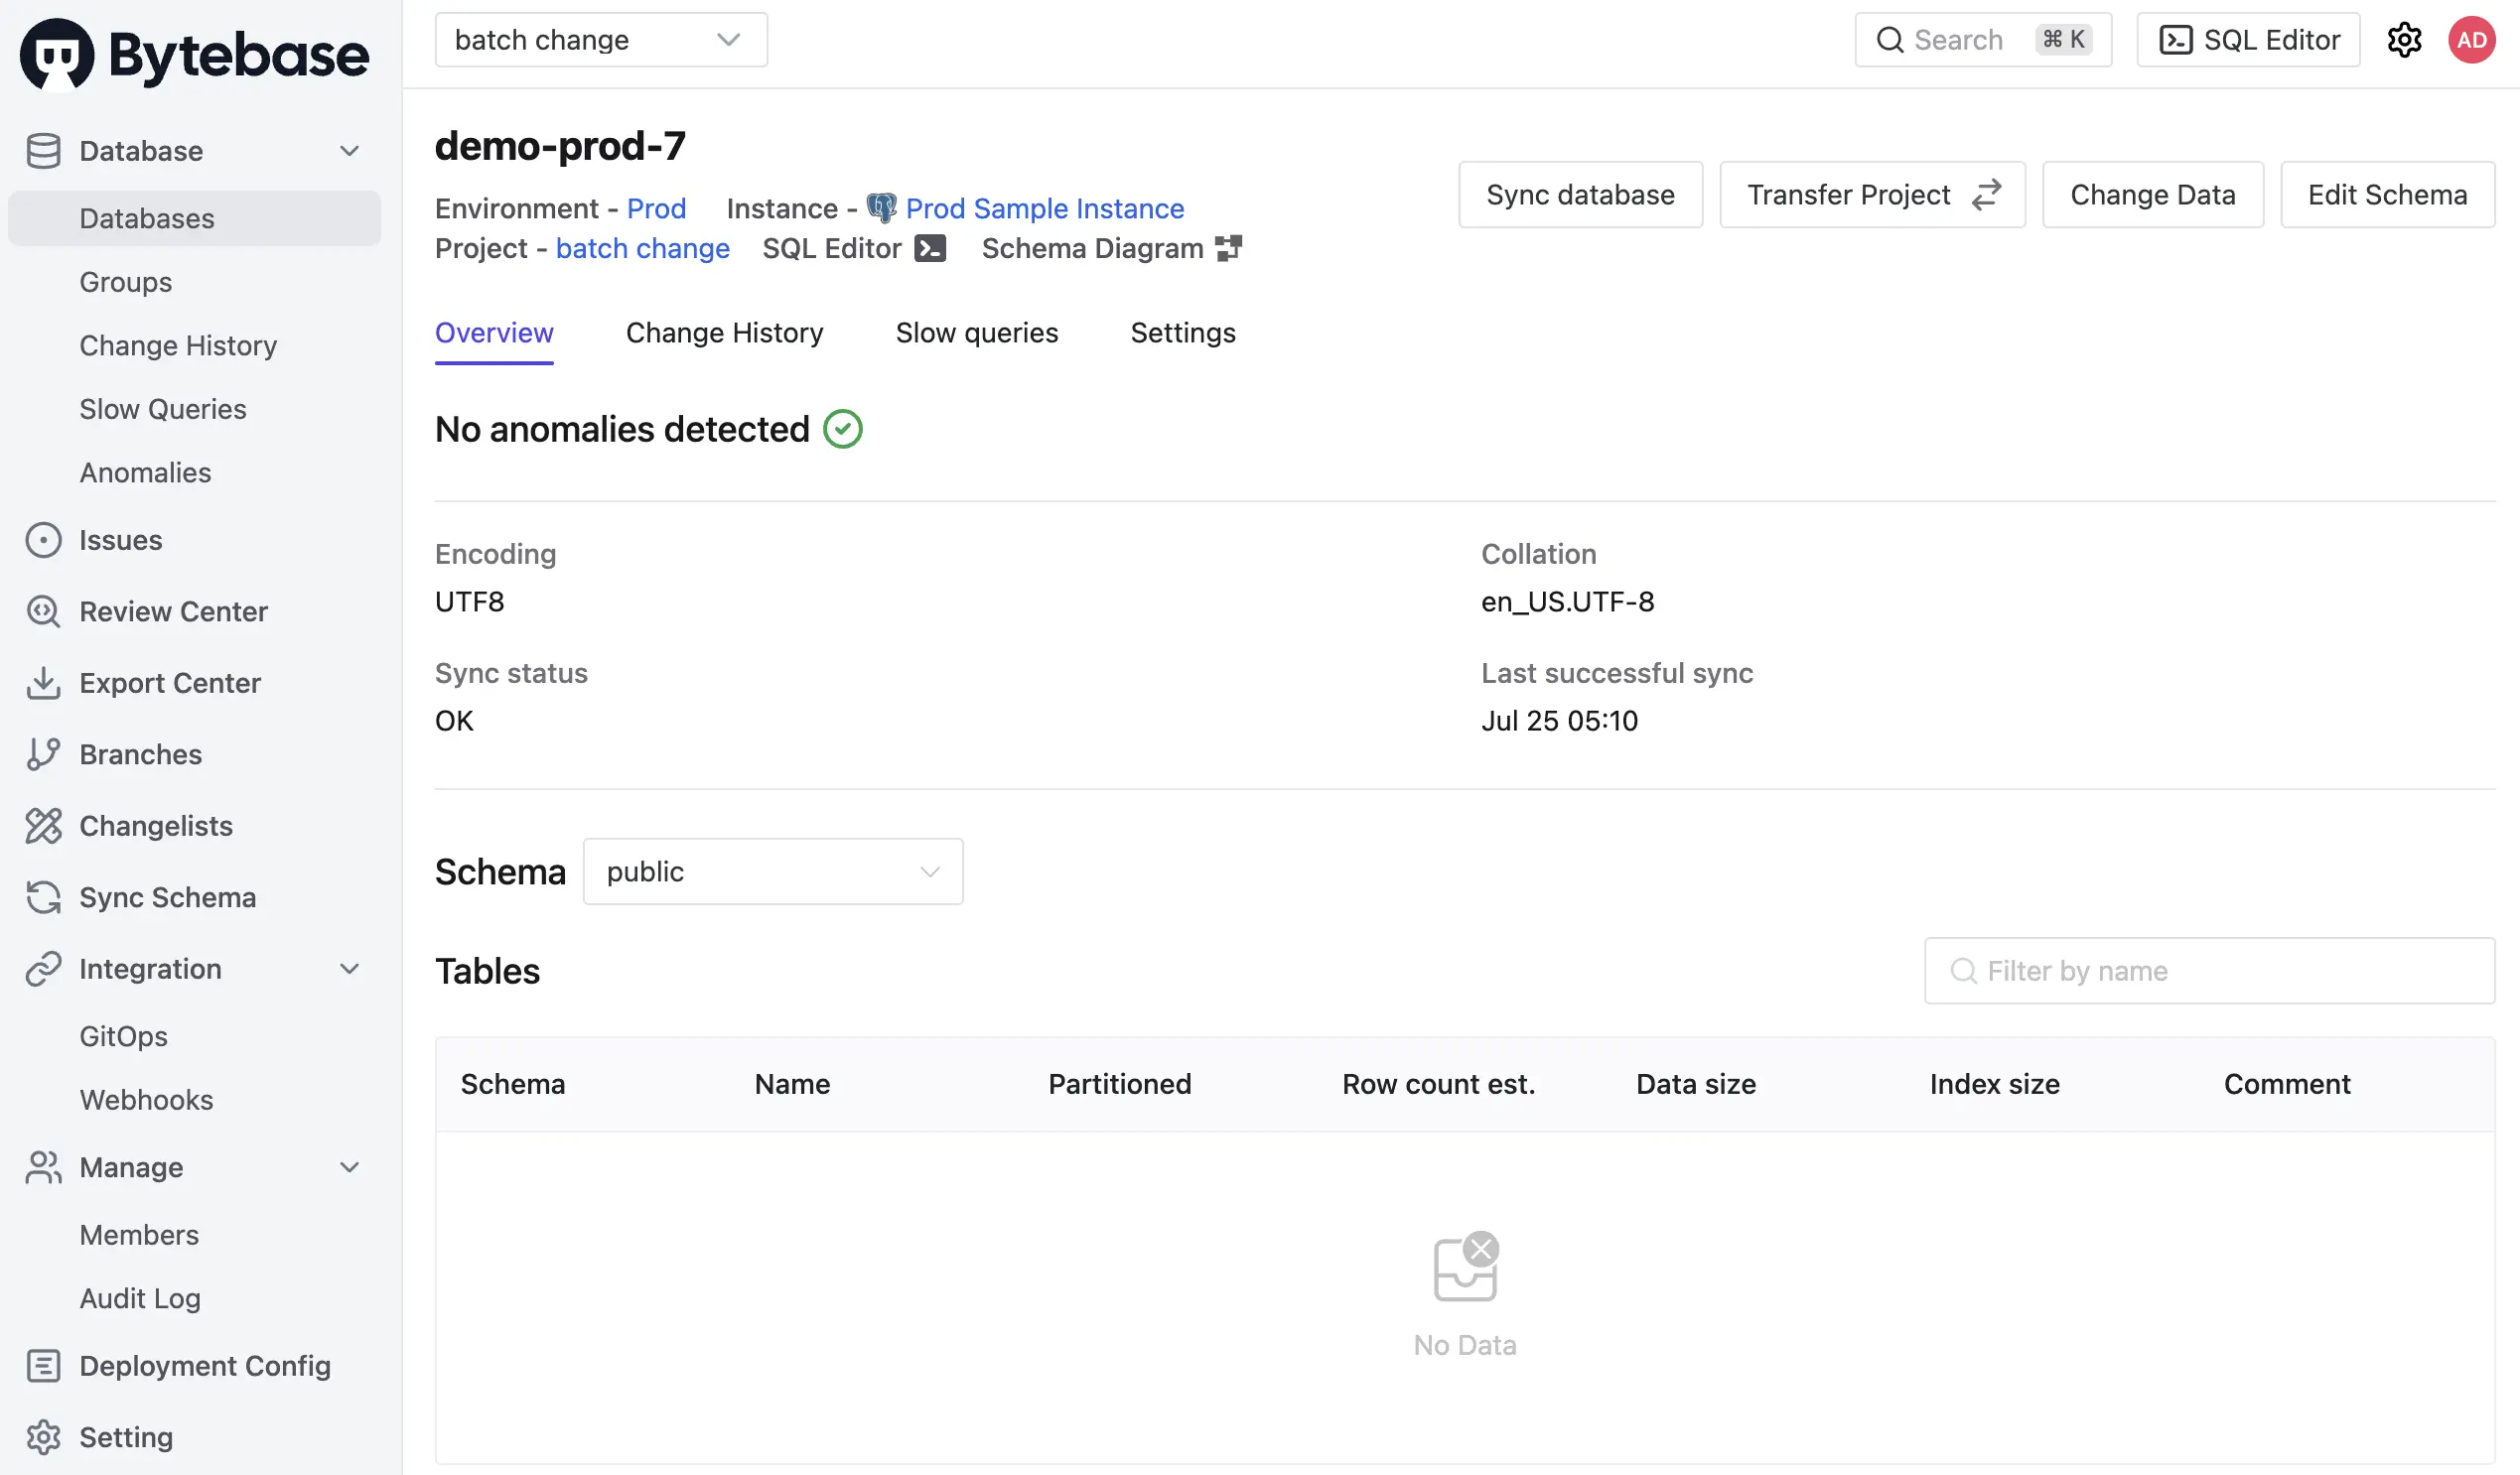 Bytebase
Database
Databases
Groups
Change History
Slow Queries
Anomalies
Issues
Review Center
Export Center
Branches
Changelists
Sync Schema
Integration
GitOps
Webhooks
Manage
Members
Audit Log
Deployment Config
Setting
batch change
Search ⌘ K
SQL Editor
AD
demo-prod-7
Environment - Prod Instance - Prod Sample Instance
Project - batch change SQL Editor Schema Diagram
Sync database
Transfer Project
Change Data
Edit Schema
Overview Change History Slow queries Settings
No anomalies detected
Encoding
UTF8
Collation
en_US.UTF-8
Sync status
OK
Last successful sync
Jul 25 05:10
Schema public
Tables
Filter by name
Schema Name Partitioned Row count est. Data size Index size Comment
No Data